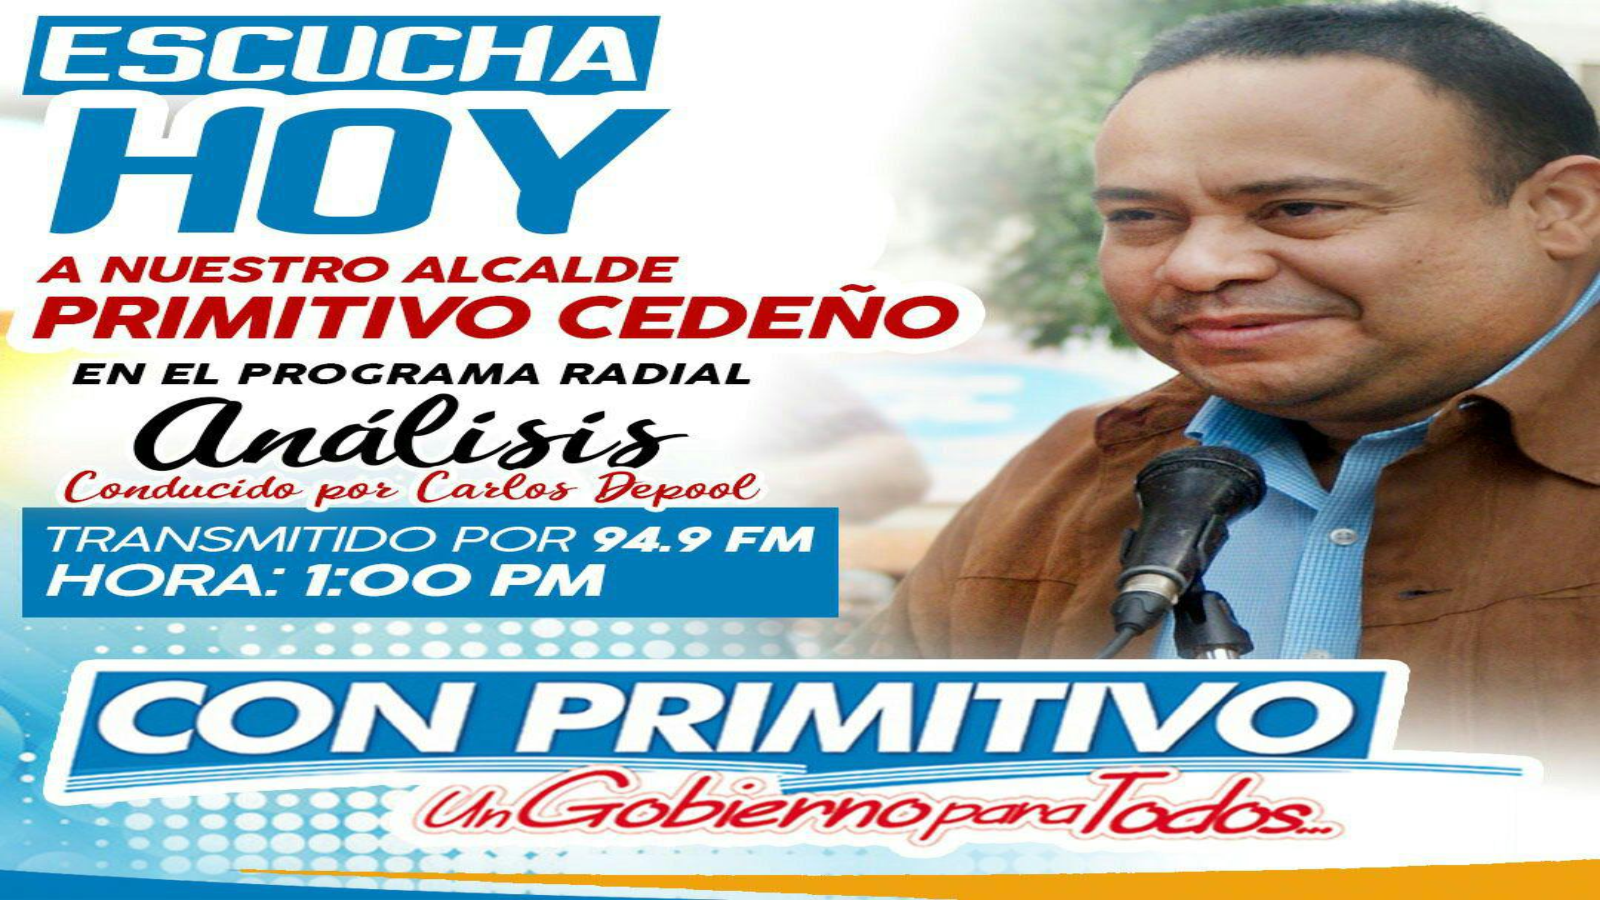 ESCUCHA
HOY
A NUESTRO ALCALDE
PRIMITIVO CEDEÑO
EN EL PROGRAMA RADIAL
Análisis
Conducido por Carlos Depool
TRANSMITIDO POR 94.9 FM
HORA: 1:00 PM
CON PRIMITIVO
Un Gobierno para Todos...